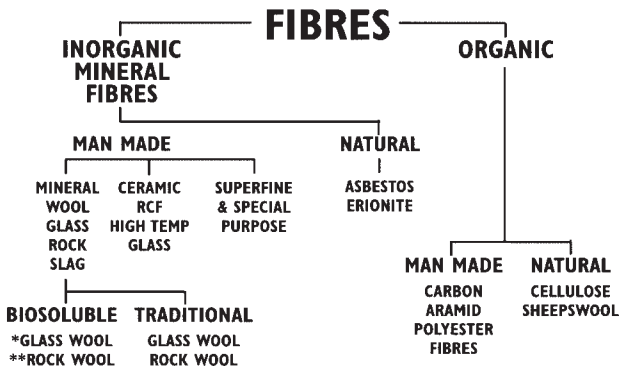 FIBRES
INORGANIC
MINERAL
FIBRES
ORGANIC
MAN MADE
NATURAL
MINERAL
WOOL
GLASS
ROCK
SLAG
CERAMIC
RCF
HIGH TEMP
GLASS
SUPERFINE
& SPECIAL
PURPOSE
ASBESTOS
ERIONITE
BIOSOLUBLE
*GLASS WOOL
**ROCK WOOL
TRADITIONAL
GLASS WOOL
ROCK WOOL
MAN MADE
CARBON
ARAMID
POLYESTER
FIBRES
NATURAL
CELLULOSE
SHEEPSWOOL